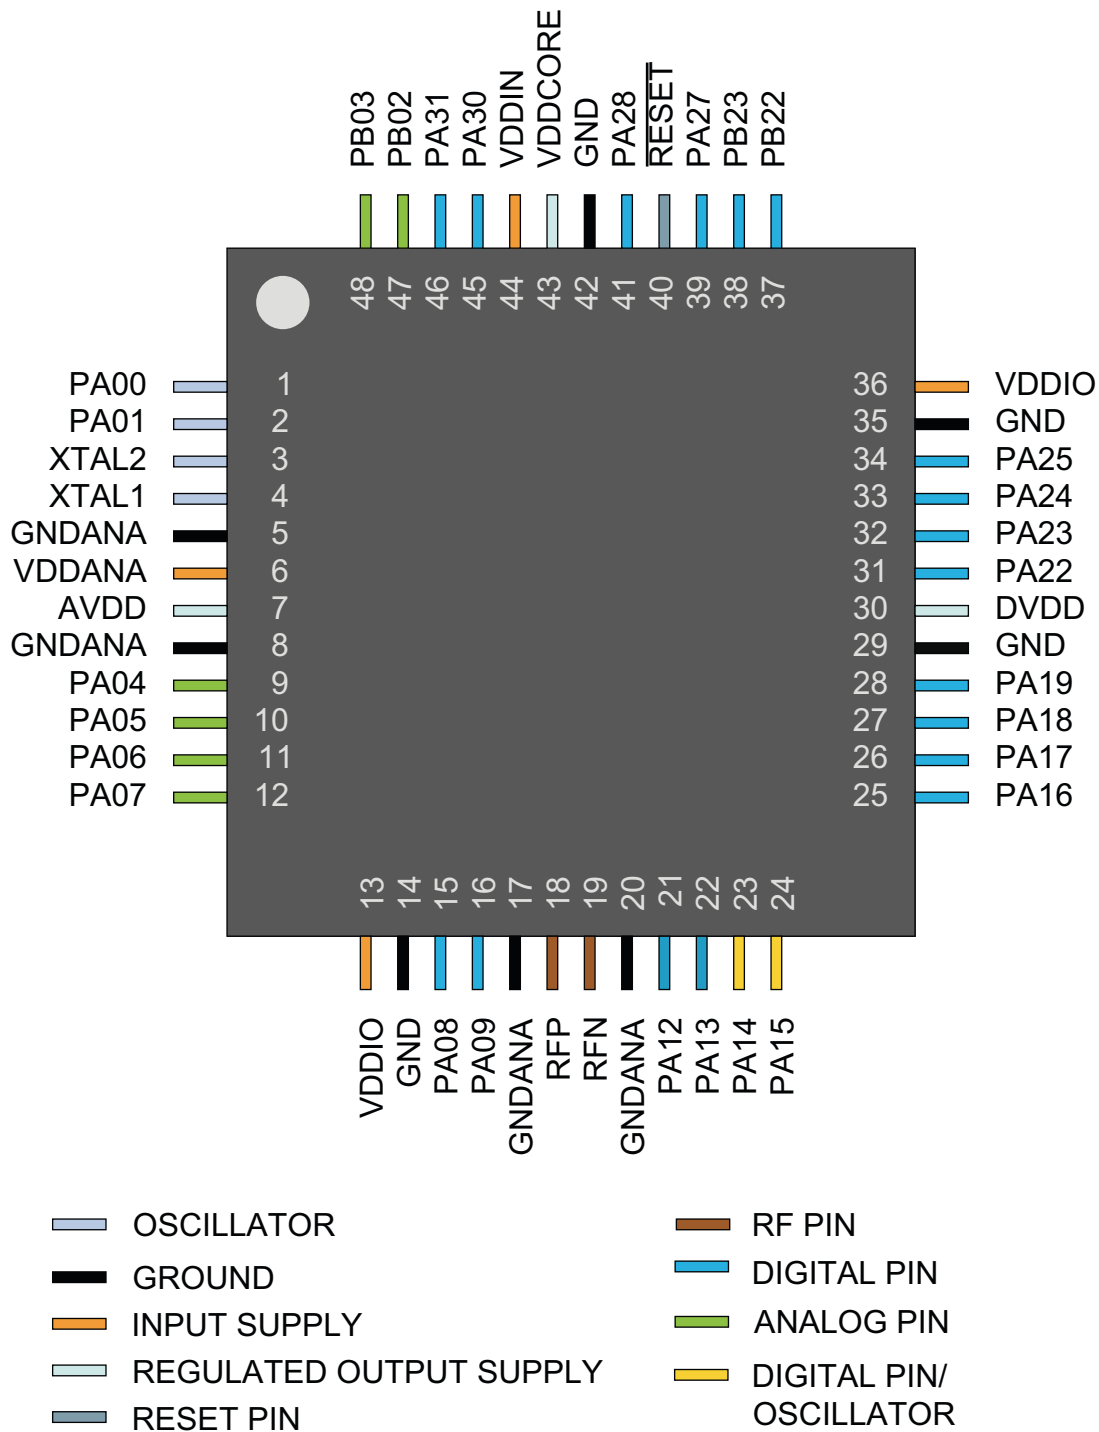 PB03 PB02 PA31 PA30 VDDIN VDDCORE GND PA28 RESET PA27 PB23 PB22
48 47 46 45 44 43 42 41 40 39 38 37
PA00 1 36 VDDIO
PA01 2 35 GND
XTAL2 3 34 PA25
XTAL1 4 33 PA24
GNDANA 5 32 PA23
VDDANA 6 31 PA22
AVDD 7 30 DVDD
GNDANA 8 29 GND
PA04 9 28 PA19
PA05 10 27 PA18
PA06 11 26 PA17
PA07 12 25 PA16
13 14 15 16 17 18 19 20 21 22 23 24
VDDIO GND PA08 PA09 GNDANA RFP RFN GNDANA PA12 PA13 PA14 PA15
OSCILLATOR
GROUND
INPUT SUPPLY
REGULATED OUTPUT SUPPLY
RESET PIN
RF PIN
DIGITAL PIN
ANALOG PIN
DIGITAL PIN/
OSCILLATOR